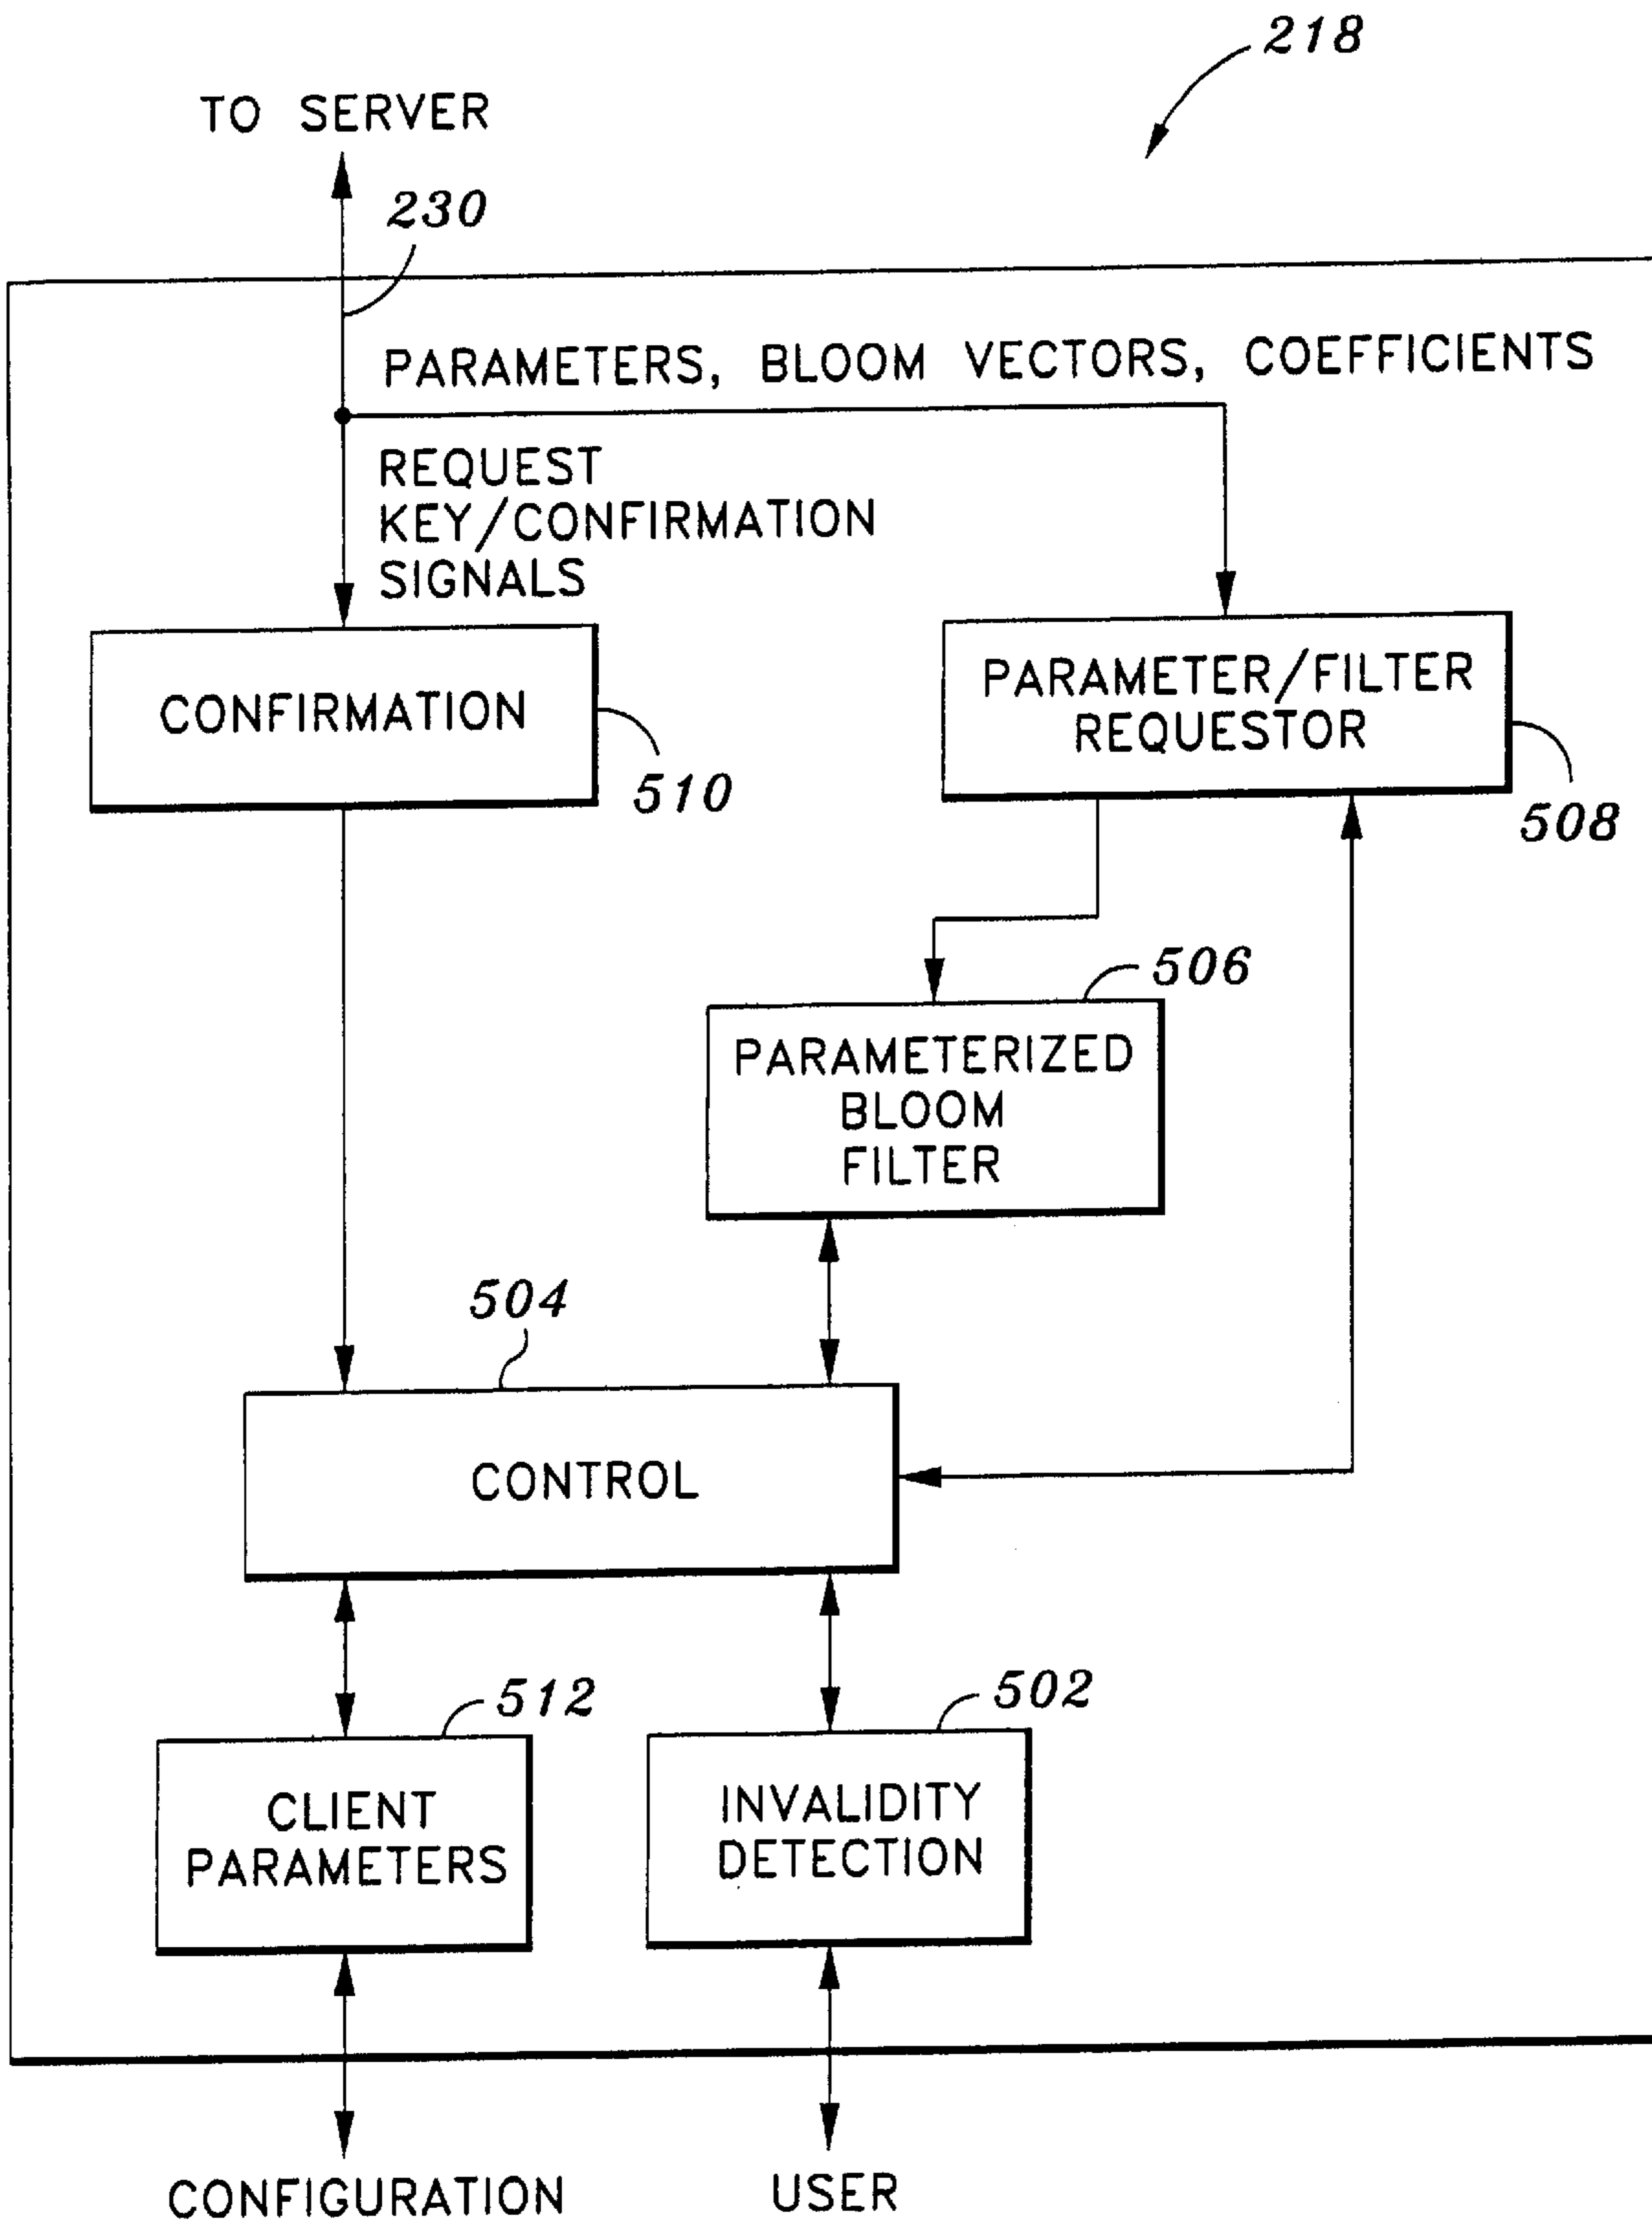 218
TO SERVER
230
PARAMETERS, BLOOM VECTORS, COEFFICIENTS
REQUEST
KEY/CONFIRMATION
SIGNALS
CONFIRMATION
510
PARAMETER/FILTER
REQUESTOR
508
506
PARAMETERIZED
BLOOM
FILTER
504
CONTROL
512
502
CLIENT
PARAMETERS
INVALIDITY
DETECTION
CONFIGURATION
USER